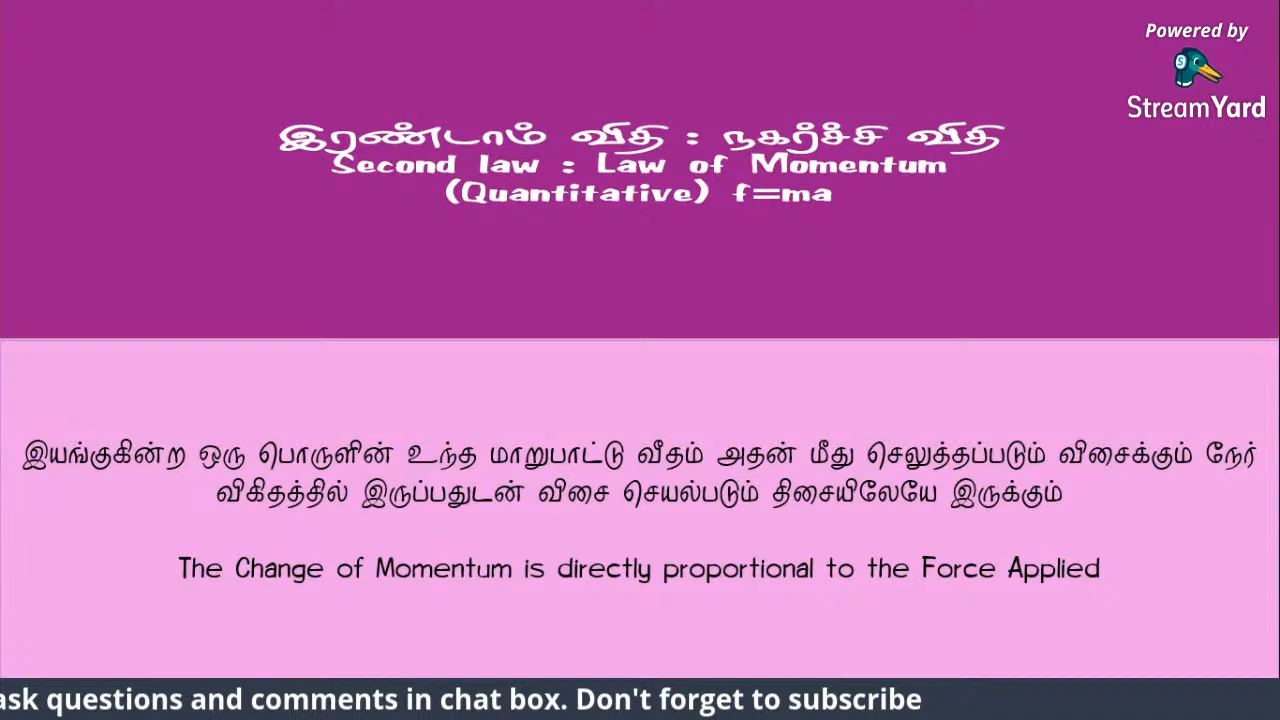 Powered by
StreamYard
இரண்டாம் விதி : நகர்ச்சி விதி
Second law : Law of Momentum
(Quantitative) f=ma
இயங்குகின்ற ஒரு பொருளின் உந்த மாறுபாட்டு வீதம் அதன் மீது செலுத்தப்படும் விசைக்கும் நேர்
விகிதத்தில் இருப்பதுடன் விசை செயல்படும் திசையிலேயே இருக்கும்
The Change of Momentum is directly proportional to the Force Applied
ask questions and comments in chat box. Don't forget to subscribe